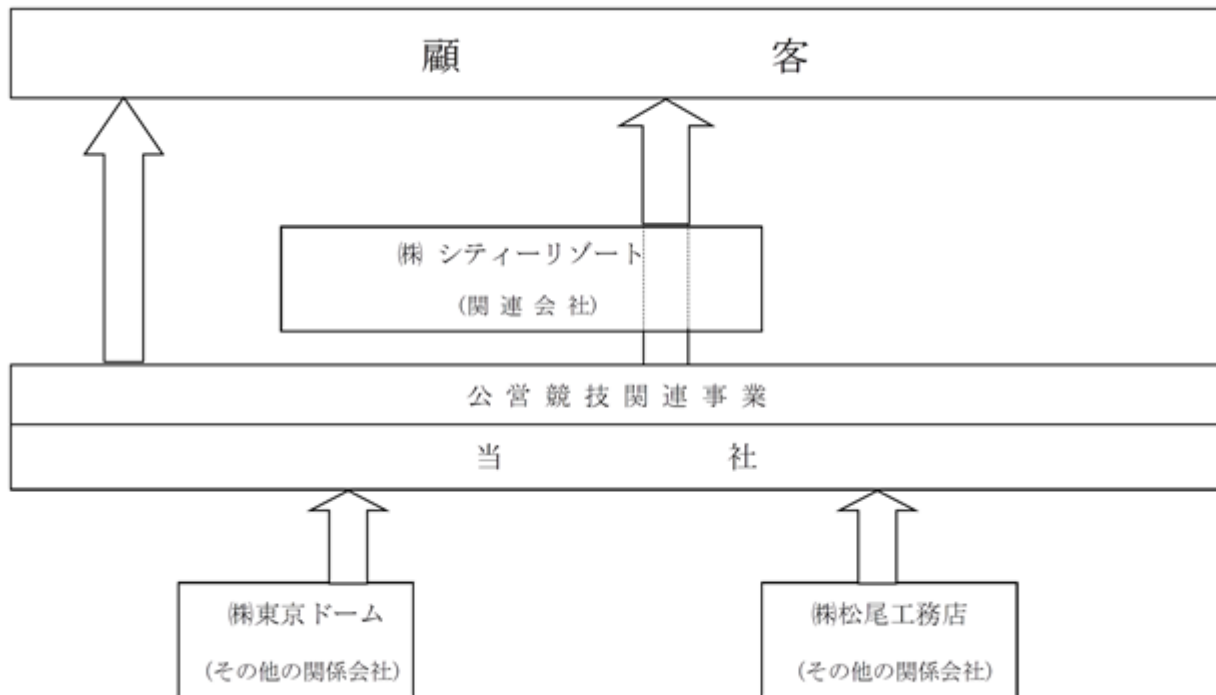 顧客
㈱ シティーリゾート
(関連会社)
公営競技関連事業
当社
㈱東京ドーム
(その他の関係会社)
㈱松尾工務店
(その他の関係会社)